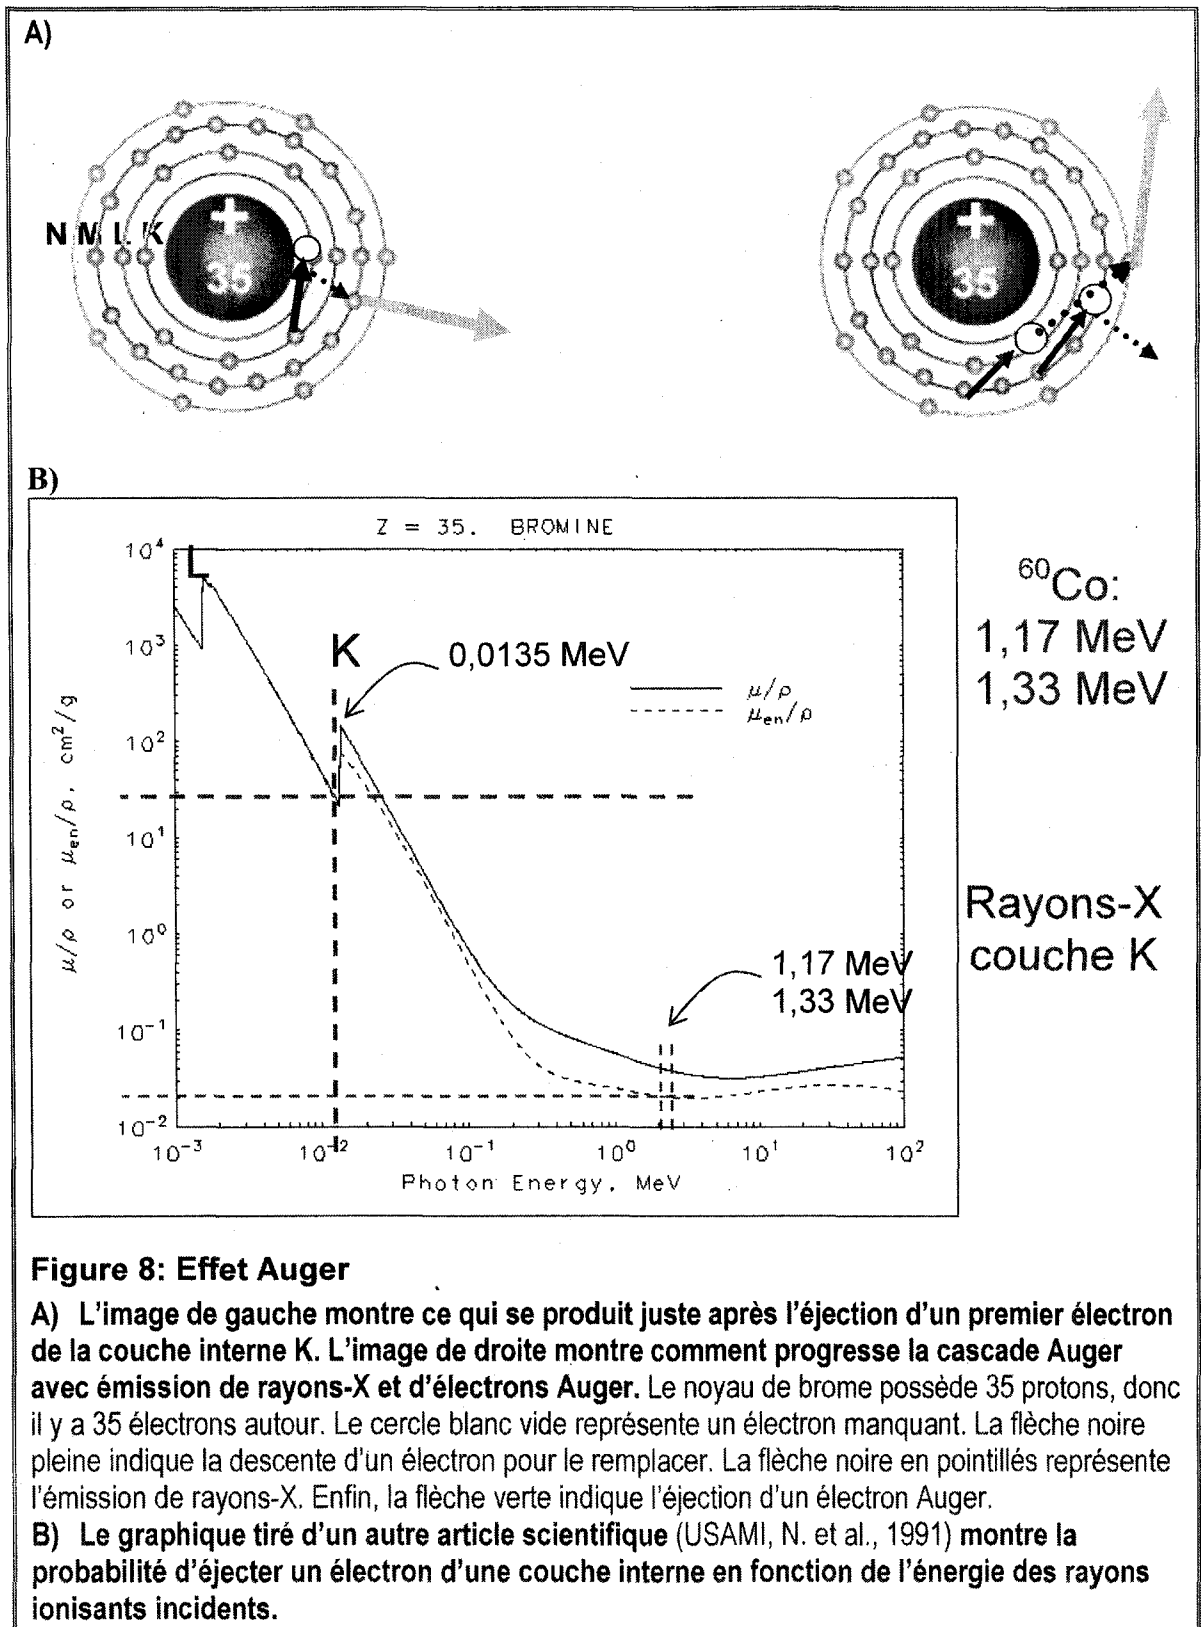 A)
N M L K
+
35
+
35
B)
Z = 35. BROMINE
10⁴
10³
10²
10¹
10⁰
10⁻¹
10⁻²
μ/ρ or μen/ρ, cm²/g
L
K
0,0135 MeV
μ/ρ
μen/ρ
1,17 MeV
1,33 MeV
10⁻³
10⁻²
10⁻¹
10⁰
10¹
10²
Photon Energy, MeV
⁶⁰Co:
1,17 MeV
1,33 MeV
Rayons-X
couche K
Figure 8: Effet Auger
A) L'image de gauche montre ce qui se produit juste après l'éjection d'un premier électron
de la couche interne K. L'image de droite montre comment progresse la cascade Auger
avec émission de rayons-X et d'électrons Auger. Le noyau de brome possède 35 protons, donc
il y a 35 électrons autour. Le cercle blanc vide représente un électron manquant. La flèche noire
pleine indique la descente d'un électron pour le remplacer. La flèche noire en pointillés représente
l'émission de rayons-X. Enfin, la flèche verte indique l'éjection d'un électron Auger.
B) Le graphique tiré d'un autre article scientifique (USAMI, N. et al., 1991) montre la
probabilité d'éjecter un électron d'une couche interne en fonction de l'énergie des rayons
ionisants incidents.